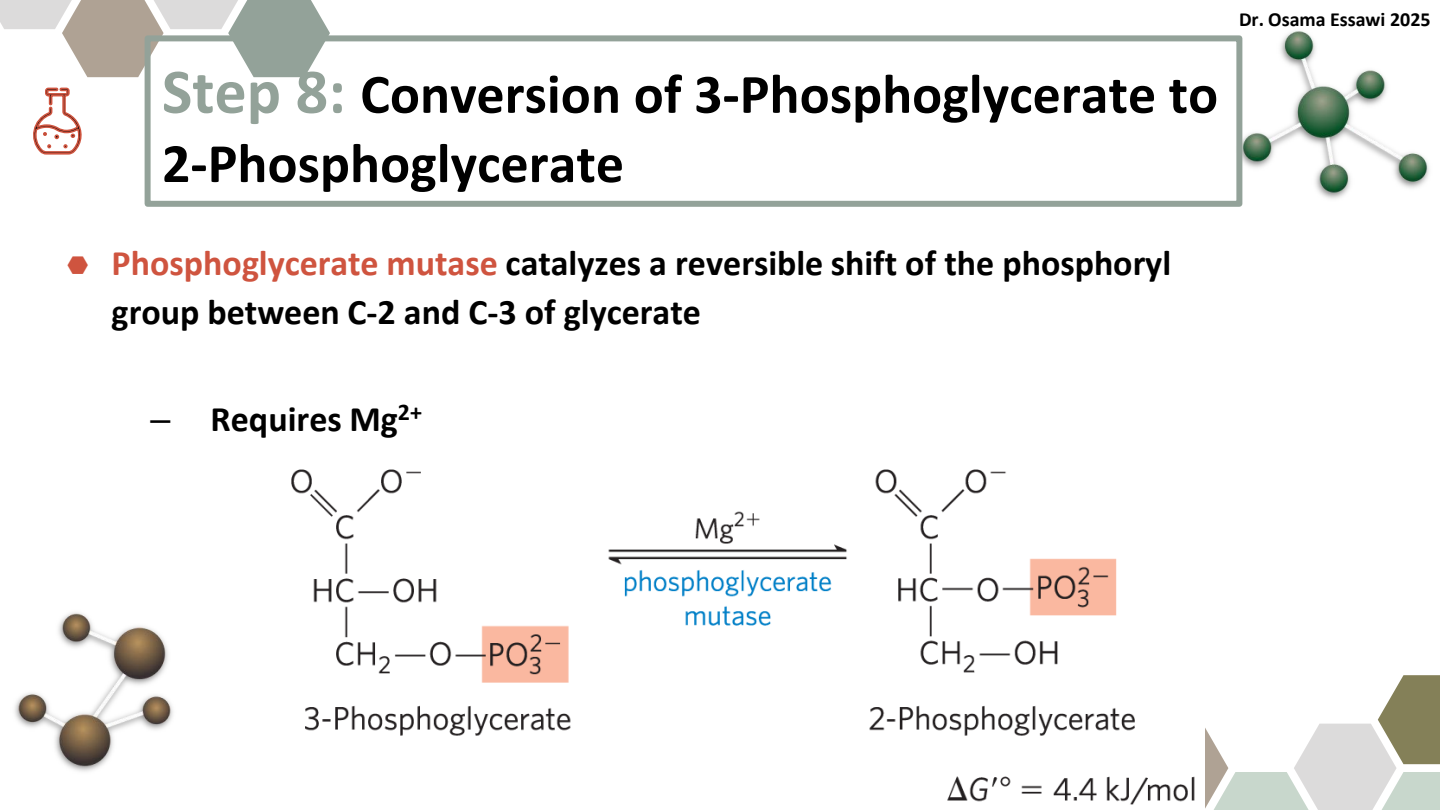 Dr. Osama Essawi 2025
Step 8: Conversion of 3-Phosphoglycerate to
2-Phosphoglycerate
Phosphoglycerate mutase catalyzes a reversible shift of the phosphoryl
group between C-2 and C-3 of glycerate
– Requires Mg²⁺
O O⁻
C
HC—OH
CH₂—O—PO₃²⁻
3-Phosphoglycerate
Mg²⁺
phosphoglycerate
mutase
O O⁻
C
HC—O—PO₃²⁻
CH₂—OH
2-Phosphoglycerate
ΔG′° = 4.4 kJ/mol